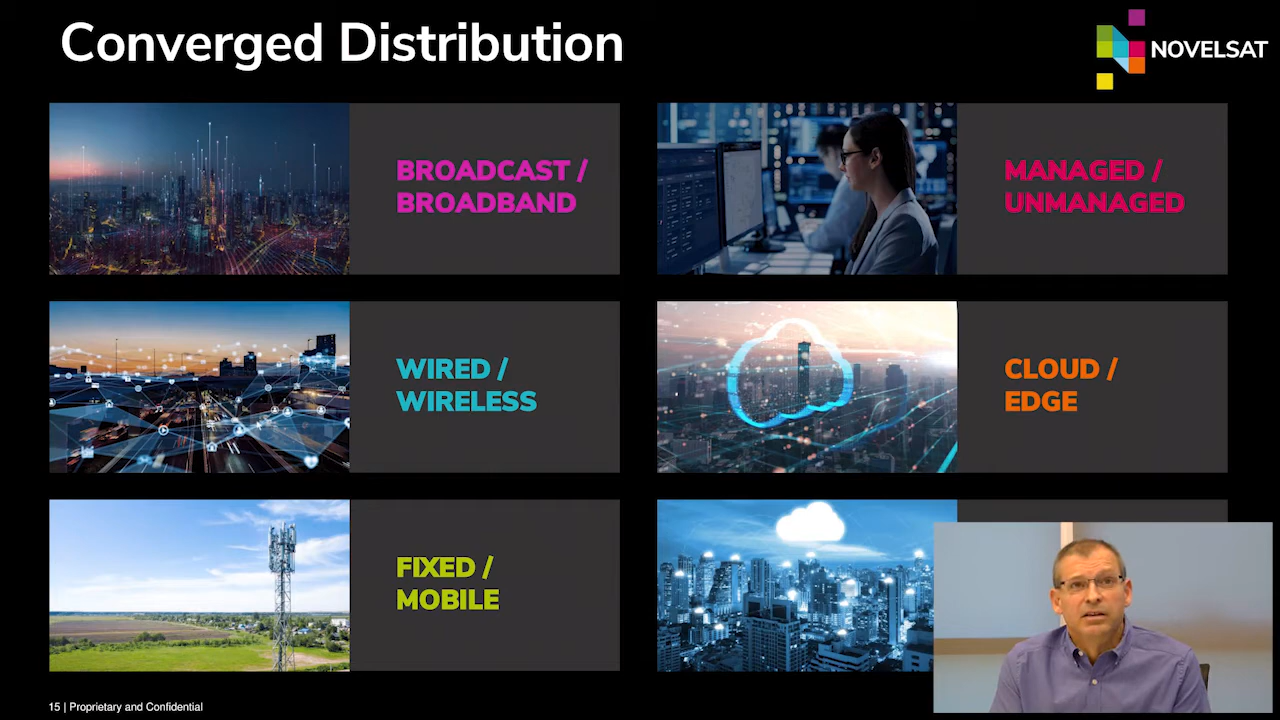 Converged Distribution
NOVELSAT
BROADCAST /
BROADBAND
MANAGED /
UNMANAGED
WIRED /
WIRELESS
CLOUD /
EDGE
FIXED /
MOBILE
15 | Proprietary and Confidential